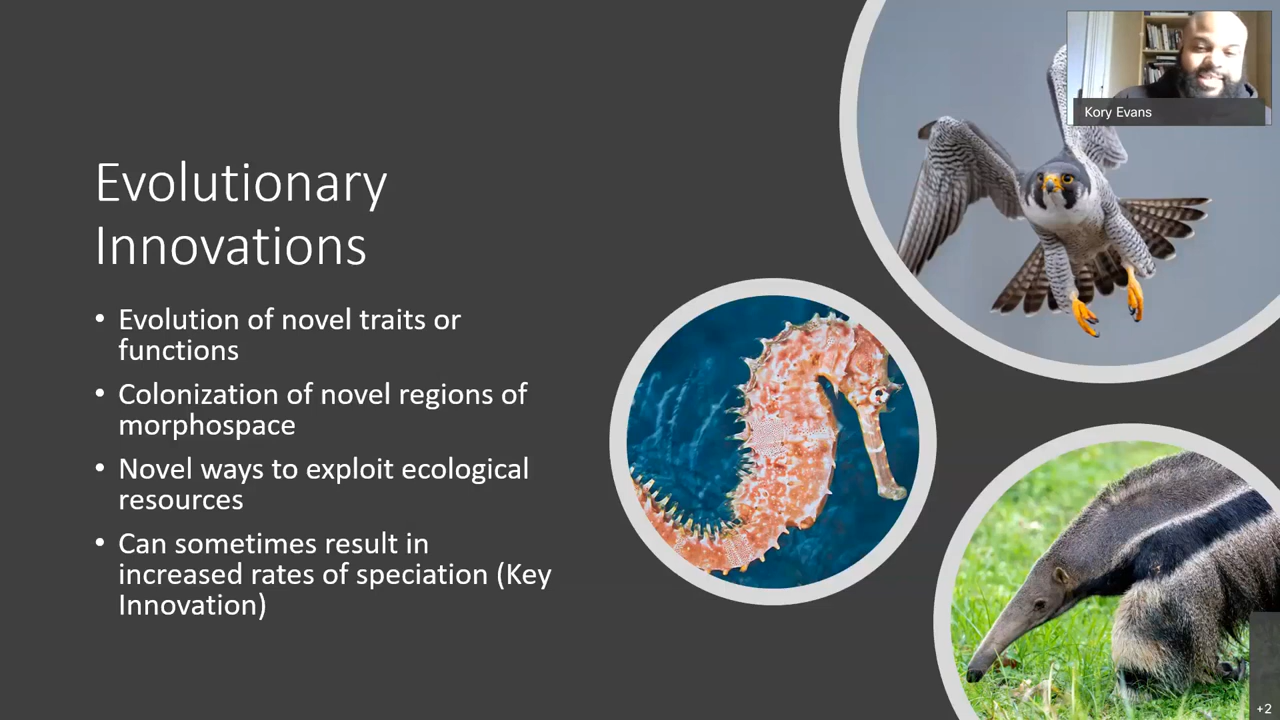 Evolutionary
Innovations
• Evolution of novel traits or
functions
• Colonization of novel regions of
morphospace
• Novel ways to exploit ecological
resources
• Can sometimes result in
increased rates of speciation (Key
Innovation)
Kory Evans
+2